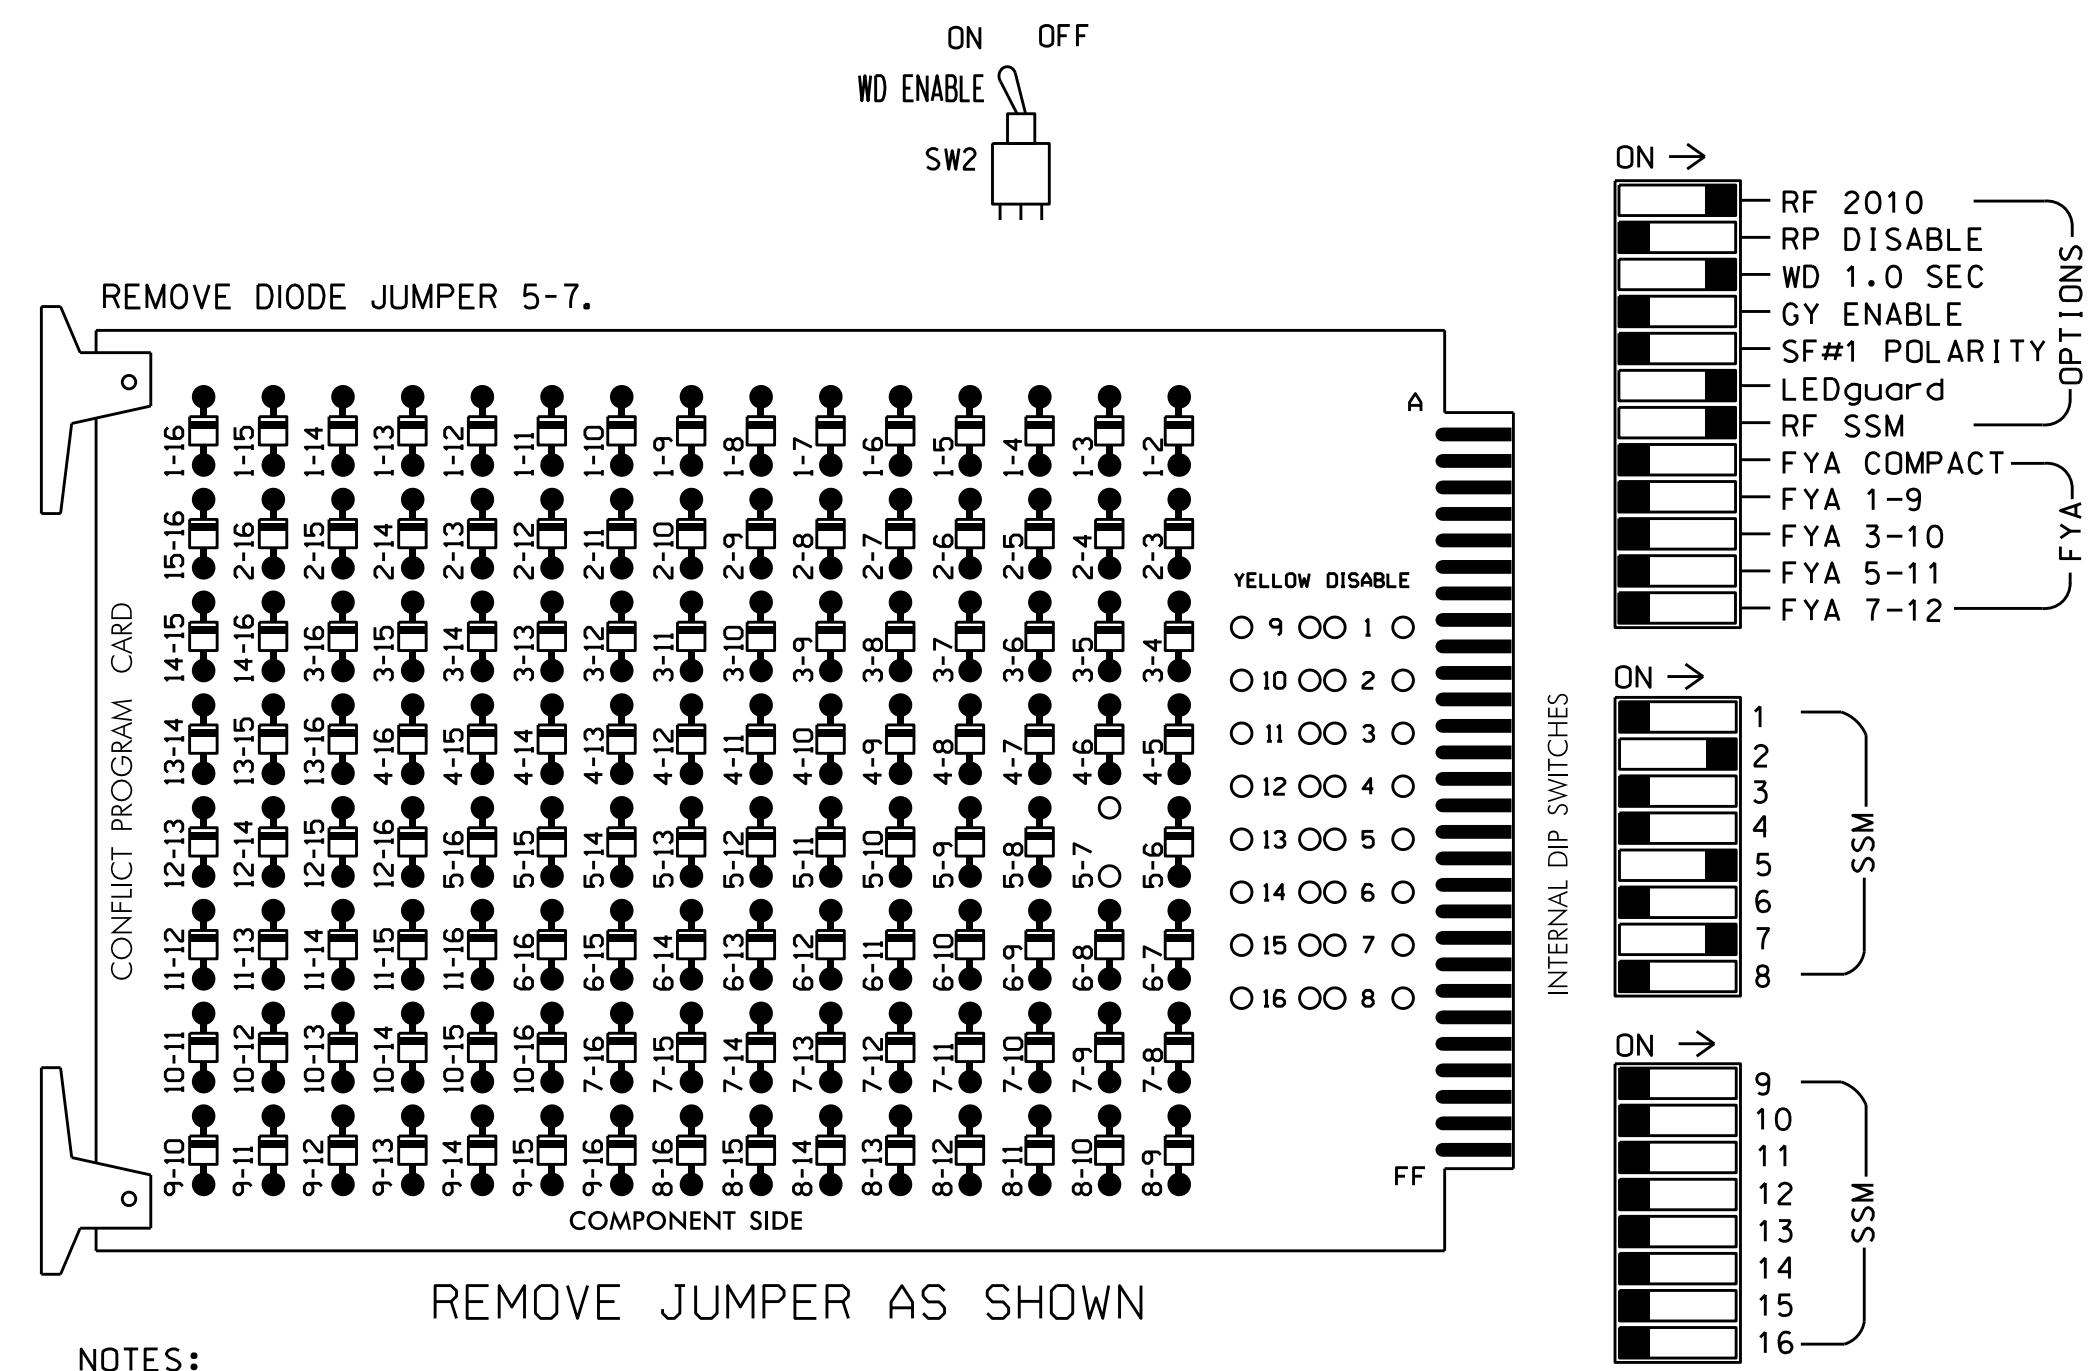 ON OFF
WD ENABLE
SW2
REMOVE DIODE JUMPER 5-7.
CONFLICT PROGRAM CARD
1-16 1-15 1-14 1-13 1-12 1-11 1-10 1-9 1-8 1-7 1-6 1-5 1-4 1-3 1-2
15-16 2-16 2-15 2-14 2-13 2-12 2-11 2-10 2-9 2-8 2-7 2-6 2-5 2-4 2-3
14-15 14-16 3-16 3-15 3-14 3-13 3-12 3-11 3-10 3-9 3-8 3-7 3-6 3-5 3-4
13-14 13-15 13-16 4-16 4-15 4-14 4-13 4-12 4-11 4-10 4-9 4-8 4-7 4-6 4-5
12-13 12-14 12-15 12-16 5-16 5-15 5-14 5-13 5-12 5-11 5-10 5-9 5-8 5-7 5-6
11-12 11-13 11-14 11-15 11-16 6-16 6-15 6-14 6-13 6-12 6-11 6-10 6-9 6-8 6-7
10-11 10-12 10-13 10-14 10-15 10-16 7-16 7-15 7-14 7-13 7-12 7-11 7-10 7-9 7-8
9-10 9-11 9-12 9-13 9-14 9-15 9-16 8-16 8-15 8-14 8-13 8-12 8-11 8-10 8-9
COMPONENT SIDE
A
YELLOW DISABLE
9 1
10 2
11 3
12 4
13 5
14 6
15 7
16 8
FF
REMOVE JUMPER AS SHOWN
NOTES:
INTERNAL DIP SWITCHES
ON
RF 2010
RP DISABLE
WD 1.0 SEC
GY ENABLE
SF#1 POLARITY
LEDguard
RF SSM
OPTIONS
FYA COMPACT
FYA 1-9
FYA 3-10
FYA 5-11
FYA 7-12
FYA
ON
1
2
3
4
5
6
7
8
SSM
ON
9
10
11
12
13
14
15
16
SSM